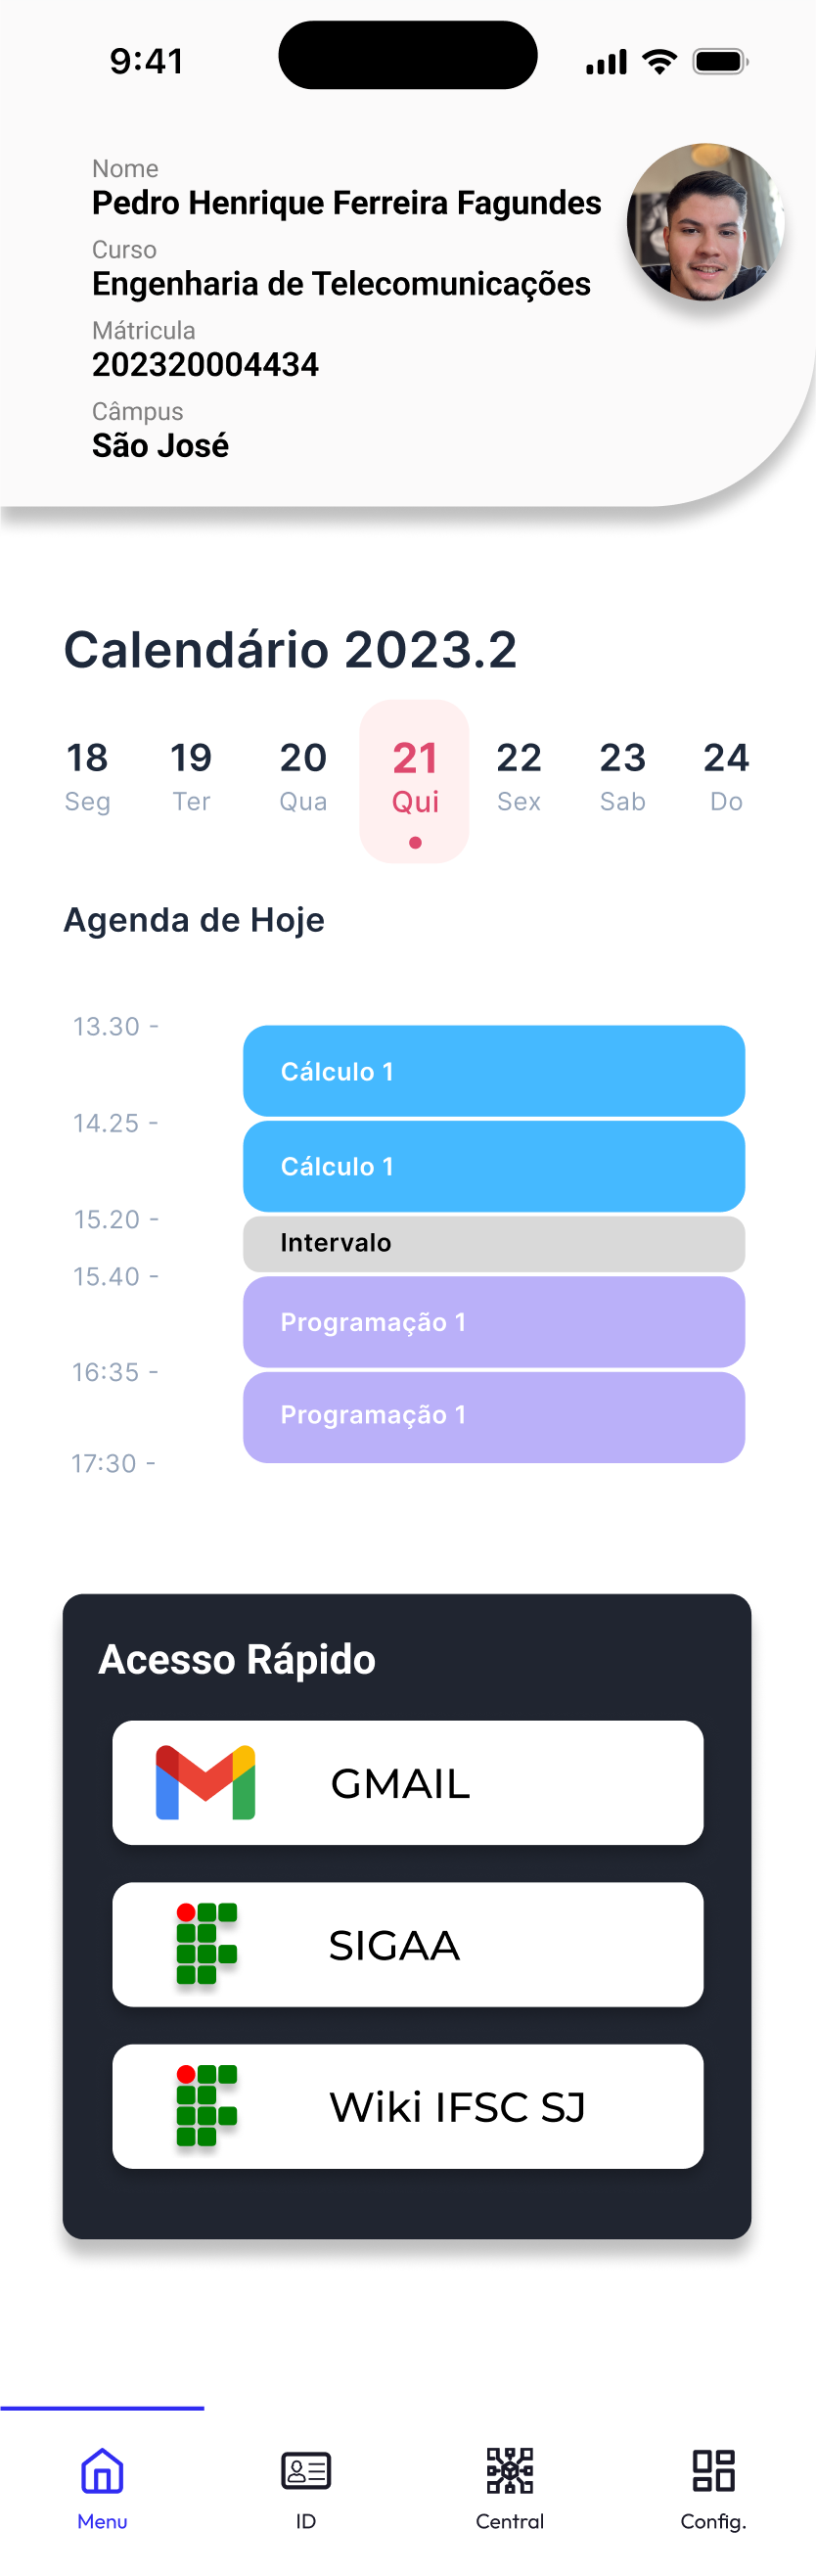 9:41
Nome
Pedro Henrique Ferreira Fagundes
Curso
Engenharia de Telecomunicações
Mátricula
202320004434
Câmpus
São José
Calendário 2023.2
18 19 20 21 22 23 24
Seg Ter Qua Qui Sex Sab Do
Agenda de Hoje
13.30 -
Cálculo 1
14.25 -
Cálculo 1
15.20 -
Intervalo
15.40 -
Programação 1
16:35 -
Programação 1
17:30 -
Acesso Rápido
GMAIL
SIGAA
Wiki IFSC SJ
Menu ID Central Config.